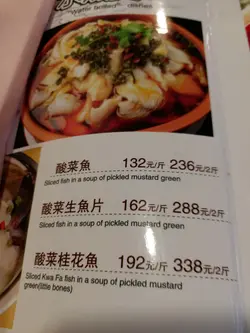 酸菜魚 132元/斤 236元/2斤
Sliced fish in a soup of pickled mustard green
酸菜生魚片 162元/斤 288元/2斤
Sliced fish in a soup of pickled mustard green
酸菜桂花魚 192元/斤 338元/2斤
Sliced Kwa Fa fish in a soup of pickled mustard
green(little bones)